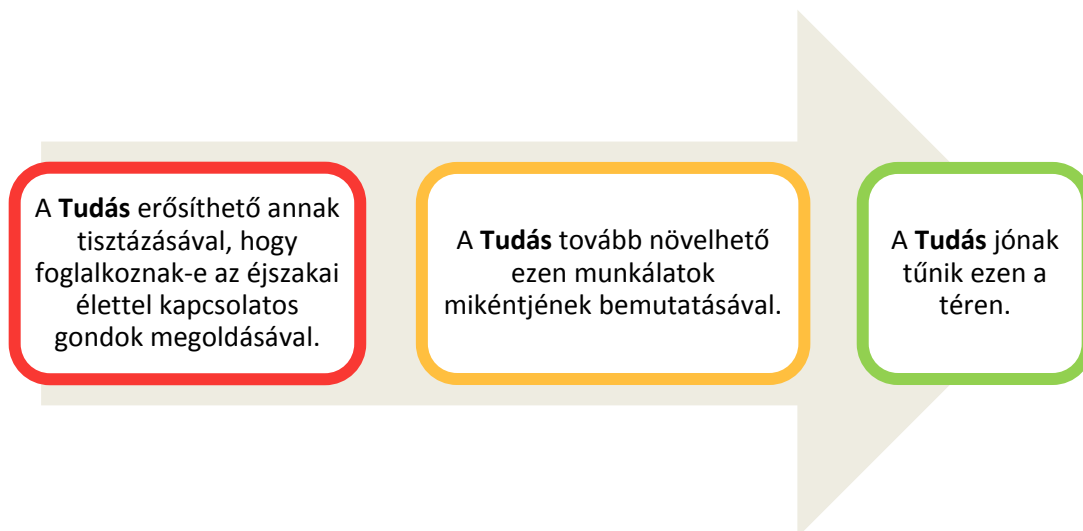 A Tudás erősíthető annak
tisztázásával, hogy
foglalkoznak-e az éjszakai
élettel kapcsolatos
gondok megoldásával.
A Tudás tovább növelhető
ezen munkálatok
mikéntjének bemutatásával.
A Tudás jónak
tűnik ezen a
téren.